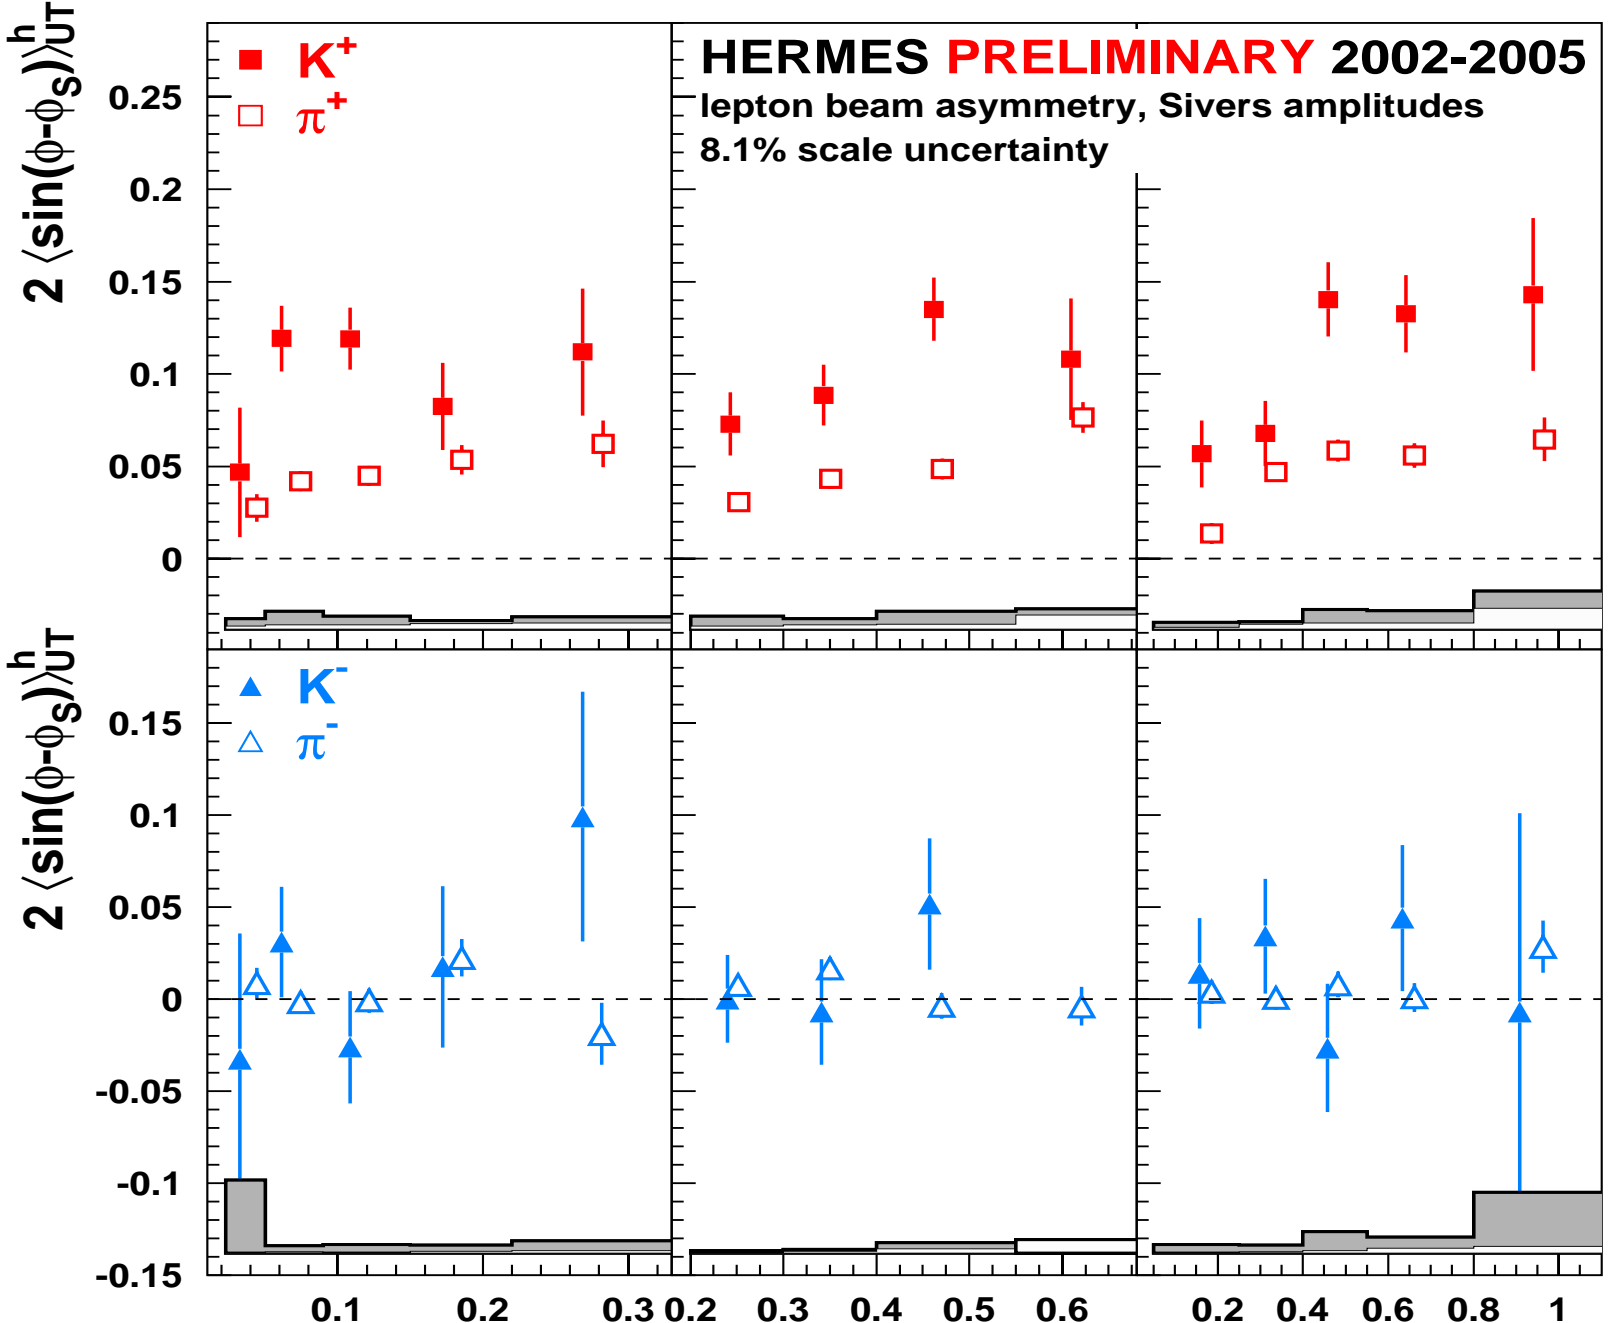 2 ⟨sin(ϕ-ϕS)⟩hUT
K+
π+
HERMES PRELIMINARY 2002-2005
lepton beam asymmetry, Sivers amplitudes
8.1% scale uncertainty
0.25
0.2
0.15
0.1
0.05
0
2 ⟨sin(ϕ-ϕS)⟩hUT
K-
π-
0.15
0.1
0.05
0
-0.05
-0.1
-0.15
0.1 0.2 0.3 0.2 0.3 0.4 0.5 0.6 0.2 0.4 0.6 0.8 1